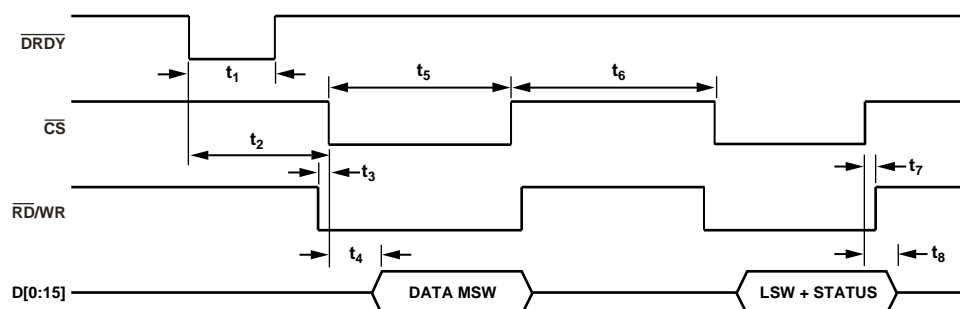 DRDY
t1
t5
t6
CS
t2
t3
t7
RD/WR
t4
t8
D[0:15]
DATA MSW
LSW + STATUS